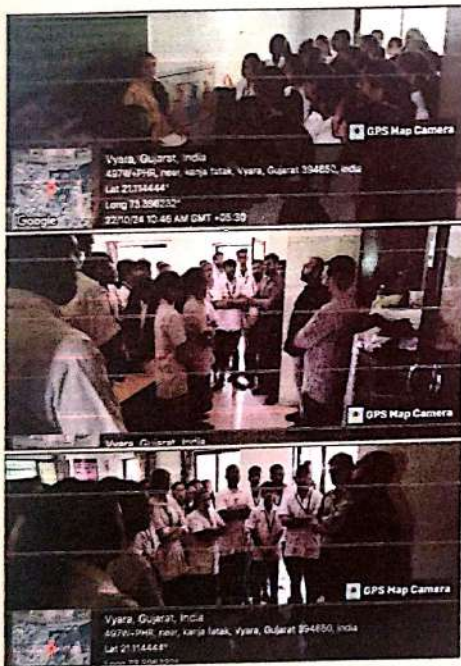 GPS Map Camera
Vyara, Gujarat, India
497W+PHR, near, kanja fatak, Vyara, Gujarat 394650, India
Lat 21.114444°
Long 73.398232°
22/10/24 10:46 AM GMT +05:30
Google
GPS Map Camera
Vyara, Gujarat, India
GPS Map Camera
Vyara, Gujarat, India
497W+PHR, near, kanja fatak, Vyara, Gujarat 394650, India
Lat 21.114444°